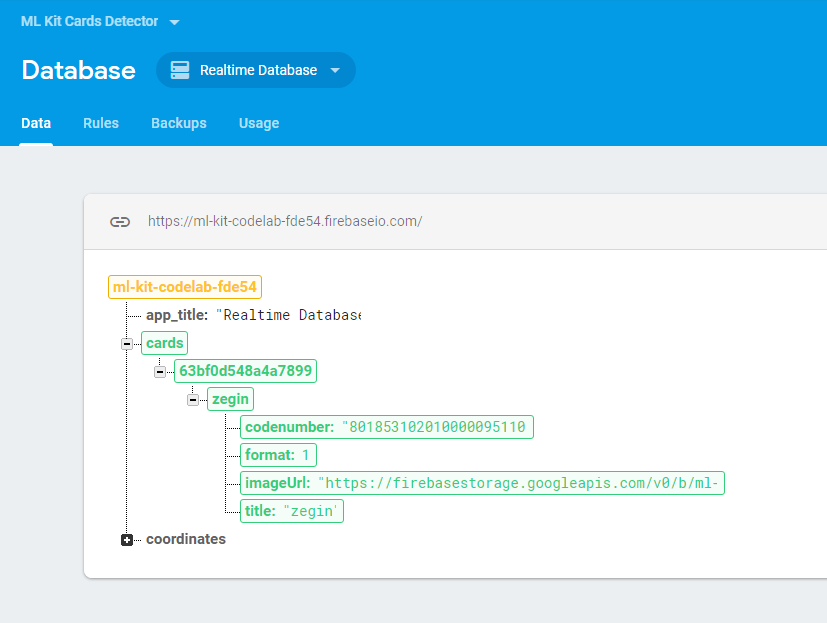 ML Kit Cards Detector
Database
Realtime Database
Data Rules Backups Usage
https://ml-kit-codelab-fde54.firebaseio.com/
ml-kit-codelab-fde54
app_title: "Realtime Database
cards
63bf0d548a4a7899
zegin
codenumber: "801853102010000095110
format: 1
imageUrl: "https://firebasestorage.googleapis.com/v0/b/ml-
title: "zegin"
coordinates